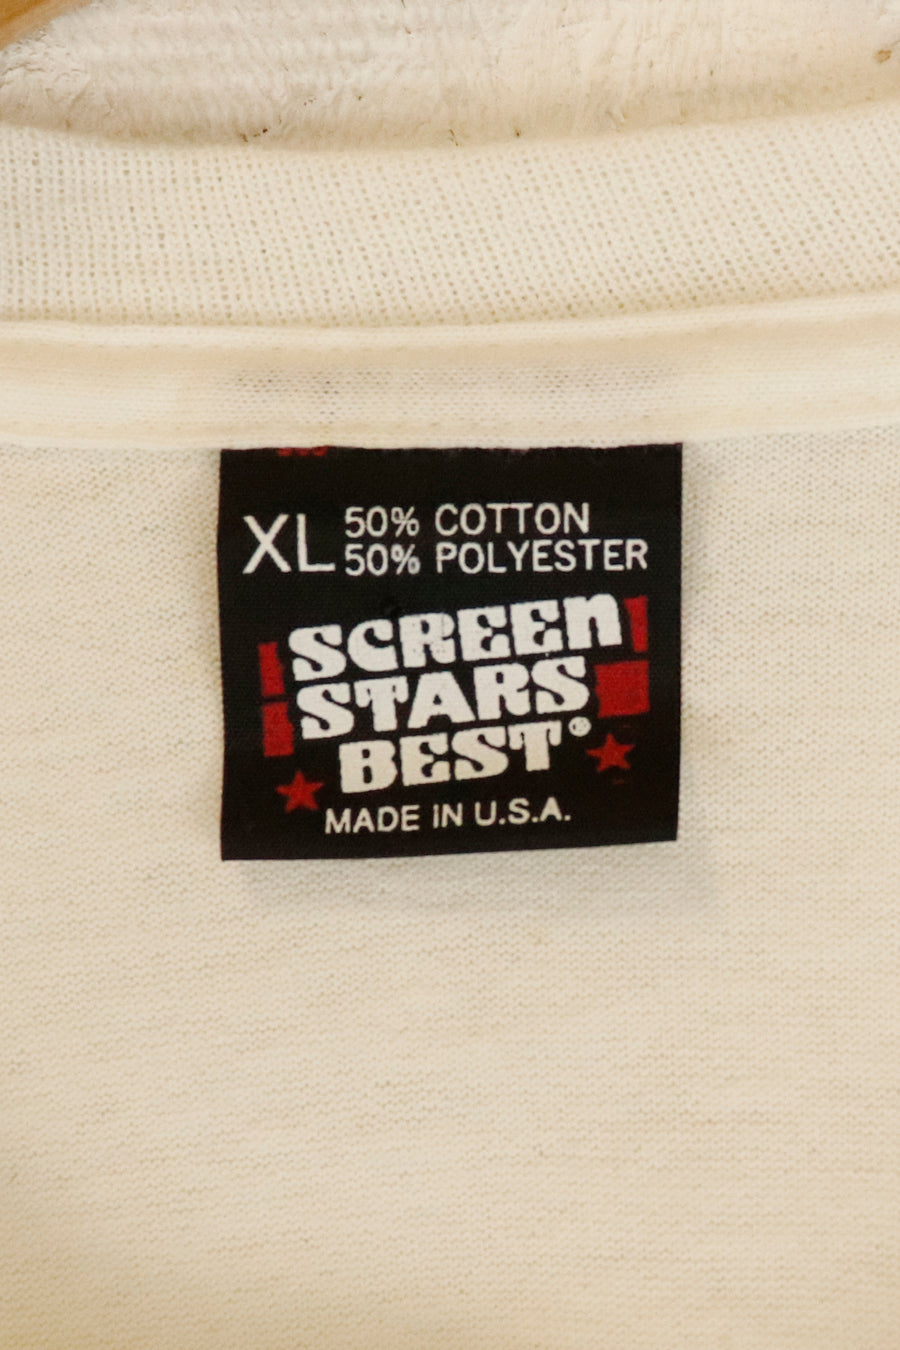 XL 50% COTTON
50% POLYESTER
SCREEN
STARS
BEST®
MADE IN U.S.A.